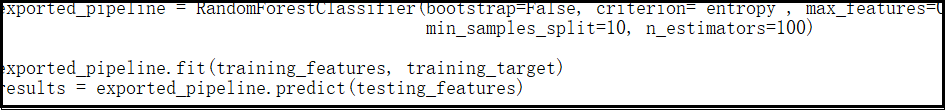 exported_pipeline = RandomForestClassifier(bootstrap=False, criterion= entropy , max_features=
min_samples_split=10, n_estimators=100)
exported_pipeline.fit(training_features, training_target)
results = exported_pipeline.predict(testing_features)